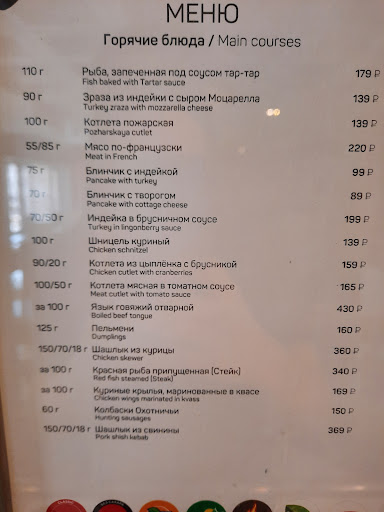 МЕНЮ
Горячие блюда / Main courses
110 г Рыба, запеченная под соусом тар-тар 179 ₽
Fish baked with Tartar sauce
90 г Зраза из индейки с сыром Моцарелла 139 ₽
Turkey zraza with mozzarella cheese
100 г Котлета пожарская 139 ₽
Pozharskaya cutlet
55/85 г Мясо по-французски 220 ₽
Meat in French
75 г Блинчик с индейкой 99 ₽
Pancake with turkey
70 г Блинчик с творогом 89 ₽
Pancake with cottage cheese
70/50 г Индейка в брусничном соусе 199 ₽
Turkey in lingonberry sauce
100 г Шницель куриный 139 ₽
Chicken schnitzel
90/20 г Котлета из цыплёнка с брусникой 159 ₽
Chicken cutlet with cranberries
100/50 г Котлета мясная в томатном соусе 165 ₽
Meat cutlet with tomato sauce
за 100 г Язык говяжий отварной 430 ₽
Boiled beef tongue
125 г Пельмени 160 ₽
Dumplings
150/70/18 г Шашлык из курицы 360 ₽
Chicken skewer
за 100 г Красная рыба припущенная (Стейк) 340 ₽
Red fish steamed (Steak)
за 100 г Куриные крылья, маринованные в квасе 169 ₽
Chicken wings marinated in kvass
60 г Колбаски Охотничьи 150 ₽
Hunting sausages
150/70/18 г Шашлык из свинины 369 ₽
Pork shish kebab